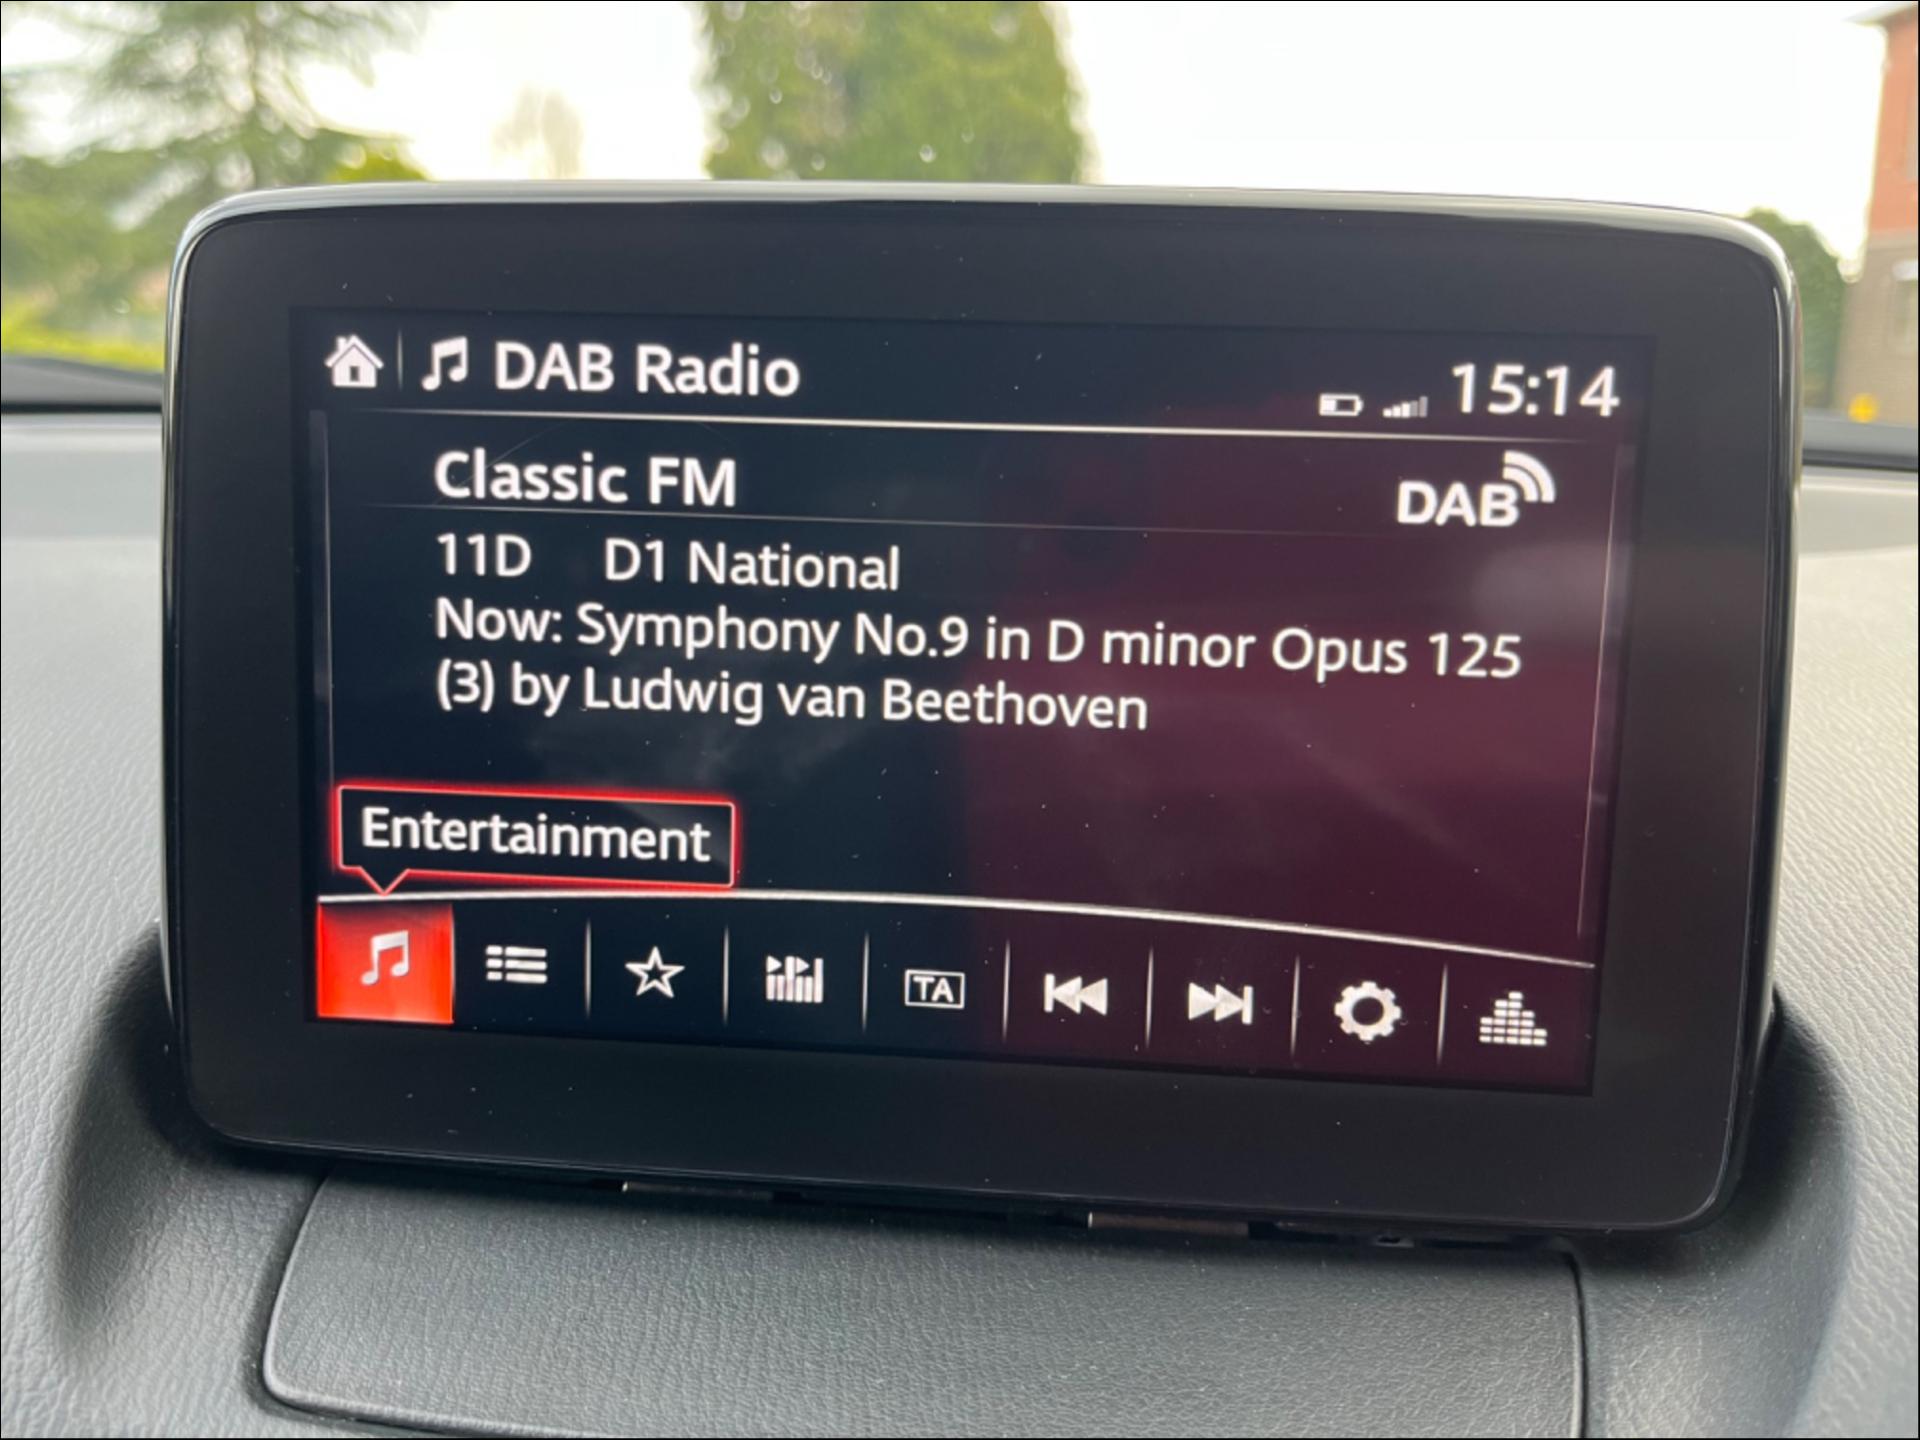 DAB Radio
15:14
Classic FM
DAB
11D D1 National
Now: Symphony No.9 in D minor Opus 125
(3) by Ludwig van Beethoven
Entertainment
TA